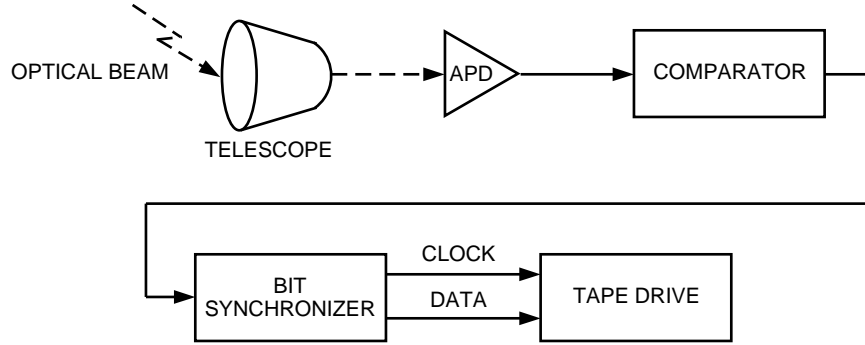 OPTICAL BEAM
TELESCOPE
APD
COMPARATOR
BIT
SYNCHRONIZER
CLOCK
DATA
TAPE DRIVE